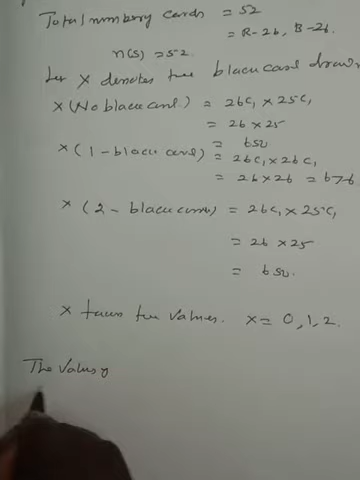 Total number of cards = 52
= R-26, B-26.
n(S) = 52.
Let X denotes the black card drawn
X (No black card) = 26C₁ × 25C₁
= 26 × 25
= 650
X (1 - black card) = 26C₁ × 26C₁
= 26 × 26 = 676
X (2 - black cards) = 26C₁ × 25C₁
= 26 × 25
= 650.
X takes the values. X = 0, 1, 2.
The values of